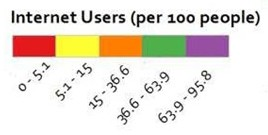 Internet Users (per 100 people)
0 - 5.1
5.1 - 15
15 - 36.6
36.6 - 63.9
63.9 - 95.8